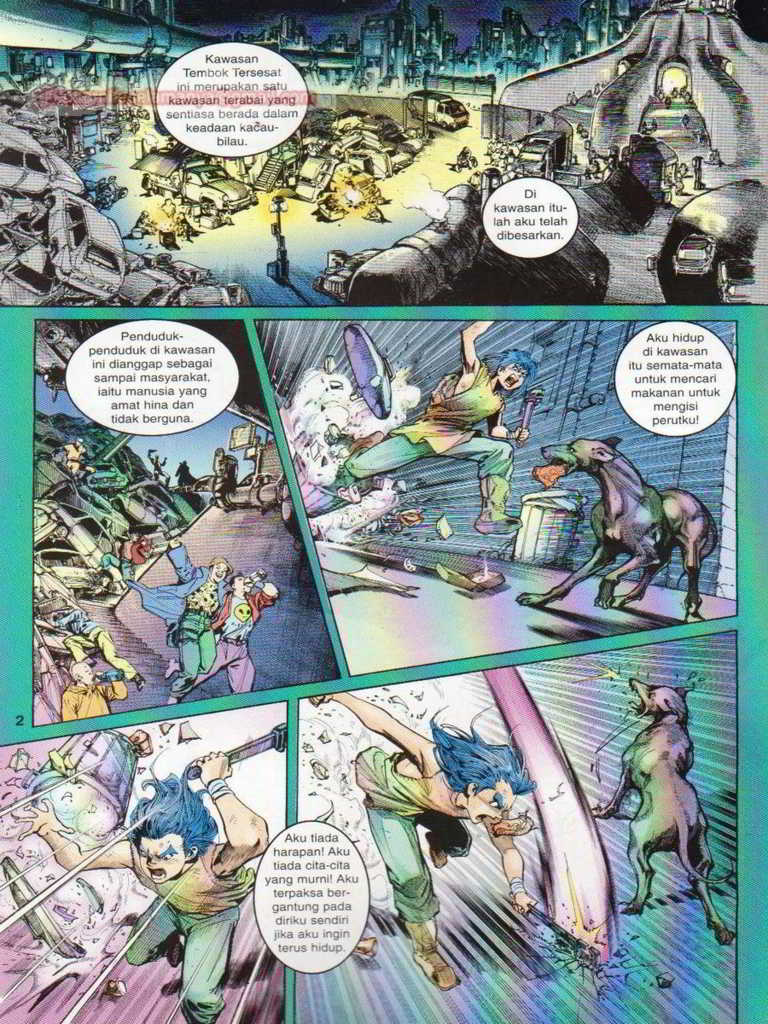 Kawasan
Tembok Tersesat
ini merupakan satu
kawasan terabai yang
sentiasa berada dalam
keadaan kacau-
bilau.
Di
kawasan itu-
lah aku telah
dibesarkan.
Penduduk-
penduduk di kawasan
ini dianggap sebagai
sampai masyarakat,
iaitu manusia yang
amat hina dan
tidak berguna.
Aku hidup
di kawasan
itu semata-mata
untuk mencari
makanan untuk
mengisi
perutku!
2
Aku tiada
harapan! Aku
tiada cita-cita
yang murni! Aku
terpaksa ber-
gantung pada
diriku sendiri
jika aku ingin
terus hidup.